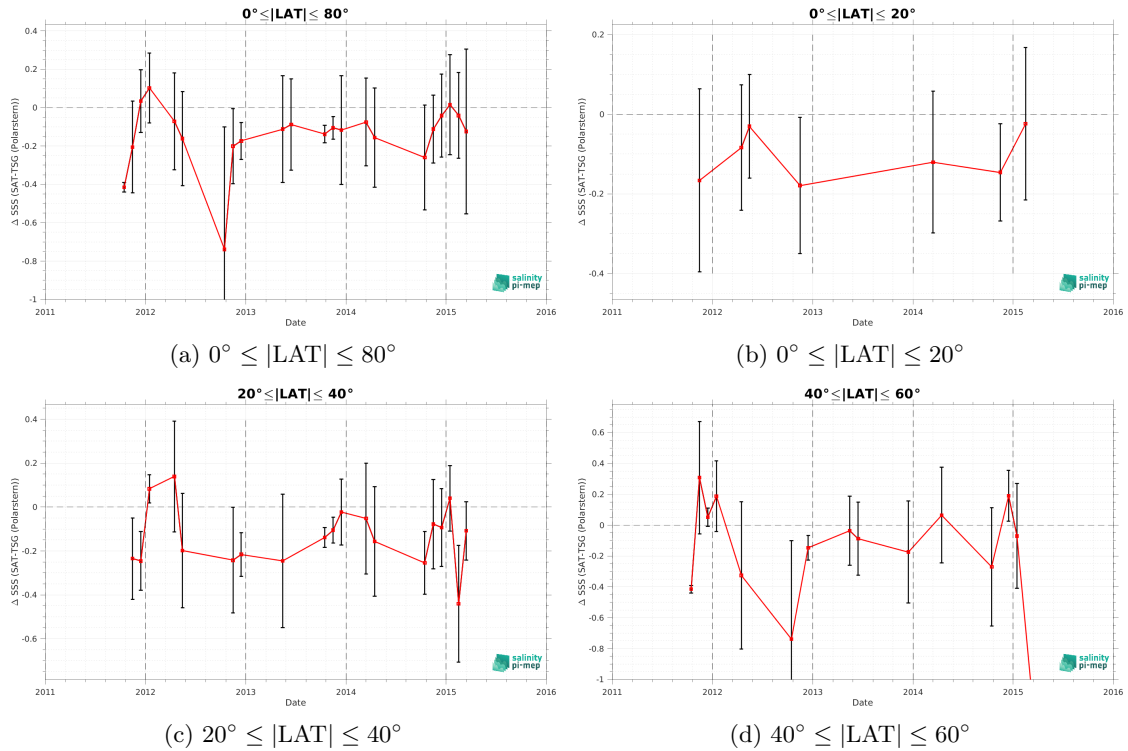 0°≤|LAT|≤ 80°
0.4
0.2
0
-0.2
-0.4
-0.6
-0.8
-1
Δ SSS (SAT-TSG (Polarstern))
2011 2012 2013 2014 2015 2016
Date
salinity
pi-mep
(a) 0° ≤ |LAT| ≤ 80°
0°≤|LAT|≤ 20°
0.2
0
-0.2
-0.4
Δ SSS (SAT-TSG (Polarstern))
2011 2012 2013 2014 2015 2016
Date
salinity
pi-mep
(b) 0° ≤ |LAT| ≤ 20°
20°≤|LAT|≤ 40°
0.4
0.2
0
-0.2
-0.4
-0.6
Δ SSS (SAT-TSG (Polarstern))
2011 2012 2013 2014 2015 2016
Date
salinity
pi-mep
(c) 20° ≤ |LAT| ≤ 40°
40°≤|LAT|≤ 60°
0.6
0.4
0.2
0
-0.2
-0.4
-0.6
-0.8
-1
Δ SSS (SAT-TSG (Polarstern))
2011 2012 2013 2014 2015 2016
Date
salinity
pi-mep
(d) 40° ≤ |LAT| ≤ 60°